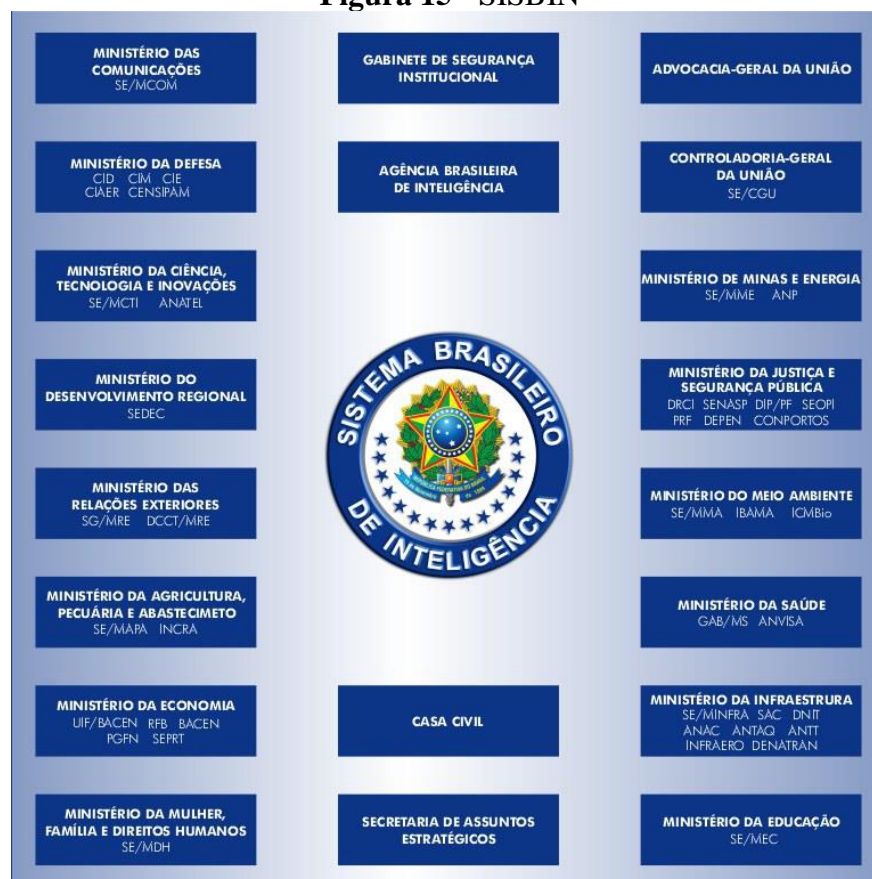 Figura 15 - SISBIN
MINISTÉRIO DAS
COMUNICAÇÕES
SE/MCOM
GABINETE DE SEGURANÇA
INSTITUCIONAL
ADVOCACIA-GERAL DA UNIÃO
MINISTÉRIO DA DEFESA
CID CIM CIE
CIAER CENSIPAM
AGÊNCIA BRASILEIRA
DE INTELIGÊNCIA
CONTROLADORIA-GERAL
DA UNIÃO
SE/CGU
MINISTÉRIO DA CIÊNCIA,
TECNOLOGIA E INOVAÇÕES
SE/MCTI ANATEL
MINISTÉRIO DE MINAS E ENERGIA
SE/MME ANP
MINISTÉRIO DO
DESENVOLVIMENTO REGIONAL
SEDEC
SISTEMA BRASILEIRO
DE INTELIGÊNCIA
MINISTÉRIO DA JUSTIÇA E
SEGURANÇA PÚBLICA
DRCI SENASP DIP/PF SEOPI
PRF DEPEN CONPORTOS
MINISTÉRIO DAS
RELAÇÕES EXTERIORES
SG/MRE DCCT/MRE
MINISTÉRIO DO MEIO AMBIENTE
SE/MMA IBAMA ICMBio
MINISTÉRIO DA AGRICULTURA,
PECUÁRIA E ABASTECIMETO
SE/MAPA INCRA
MINISTÉRIO DA SAÚDE
GAB/MS ANVISA
MINISTÉRIO DA ECONOMIA
UIF/BACEN RFB BACEN
PGFN SEPRT
CASA CIVIL
MINISTÉRIO DA INFRAESTRURA
SE/MINFRA SAC DNIT
ANAC ANTAQ ANTT
INFRAERO DENATRAN
MINISTÉRIO DA MULHER,
FAMÍLIA E DIREITOS HUMANOS
SE/MDH
SECRETARIA DE ASSUNTOS
ESTRATÉGICOS
MINISTÉRIO DA EDUCAÇÃO
SE/MEC